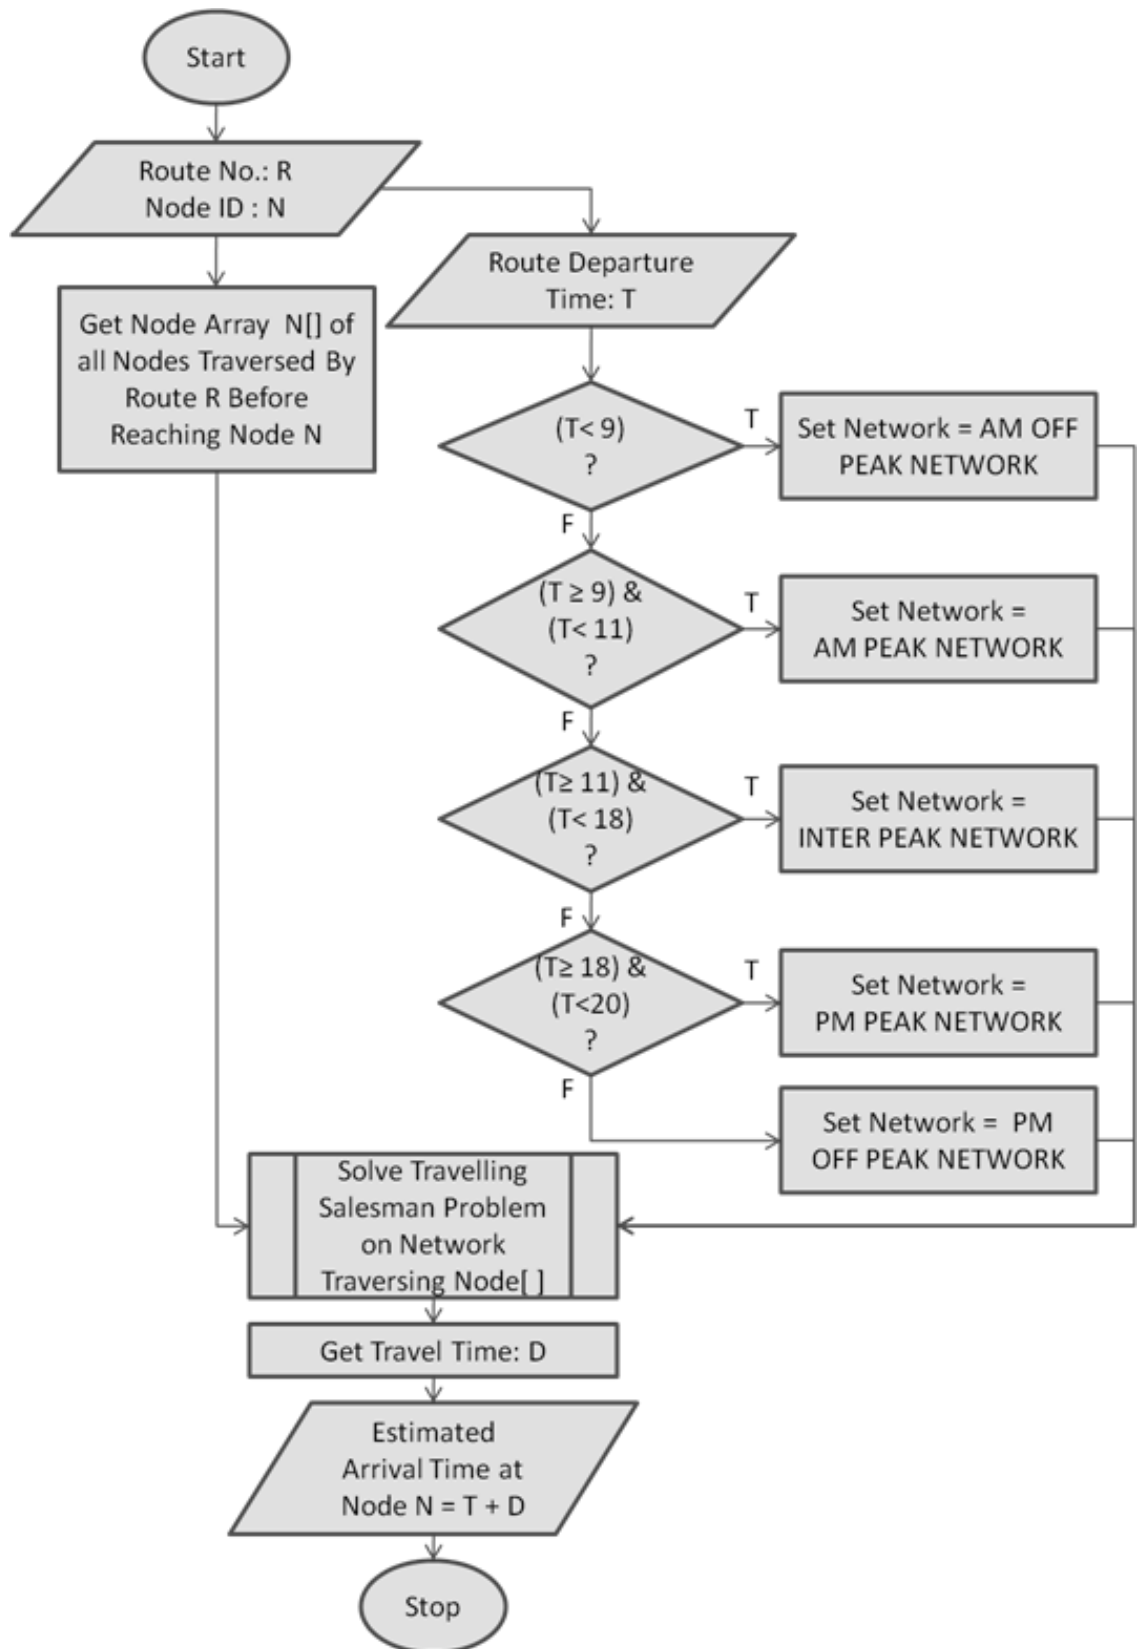 Start
Route No.: R
Node ID : N
Route Departure
Time: T
Get Node Array  N[] of
all Nodes Traversed By
Route R Before
Reaching Node N
(T< 9)
?
T
Set Network = AM OFF
PEAK NETWORK
F
(T ≥ 9) &
(T< 11)
?
T
Set Network =
AM PEAK NETWORK
F
(T≥ 11) &
(T< 18)
?
T
Set Network =
INTER PEAK NETWORK
F
(T≥ 18) &
(T<20)
?
T
Set Network =
PM PEAK NETWORK
F
Set Network =  PM
OFF PEAK NETWORK
Solve Travelling
Salesman Problem
on Network
Traversing Node[ ]
Get Travel Time: D
Estimated
Arrival Time at
Node N = T + D
Stop